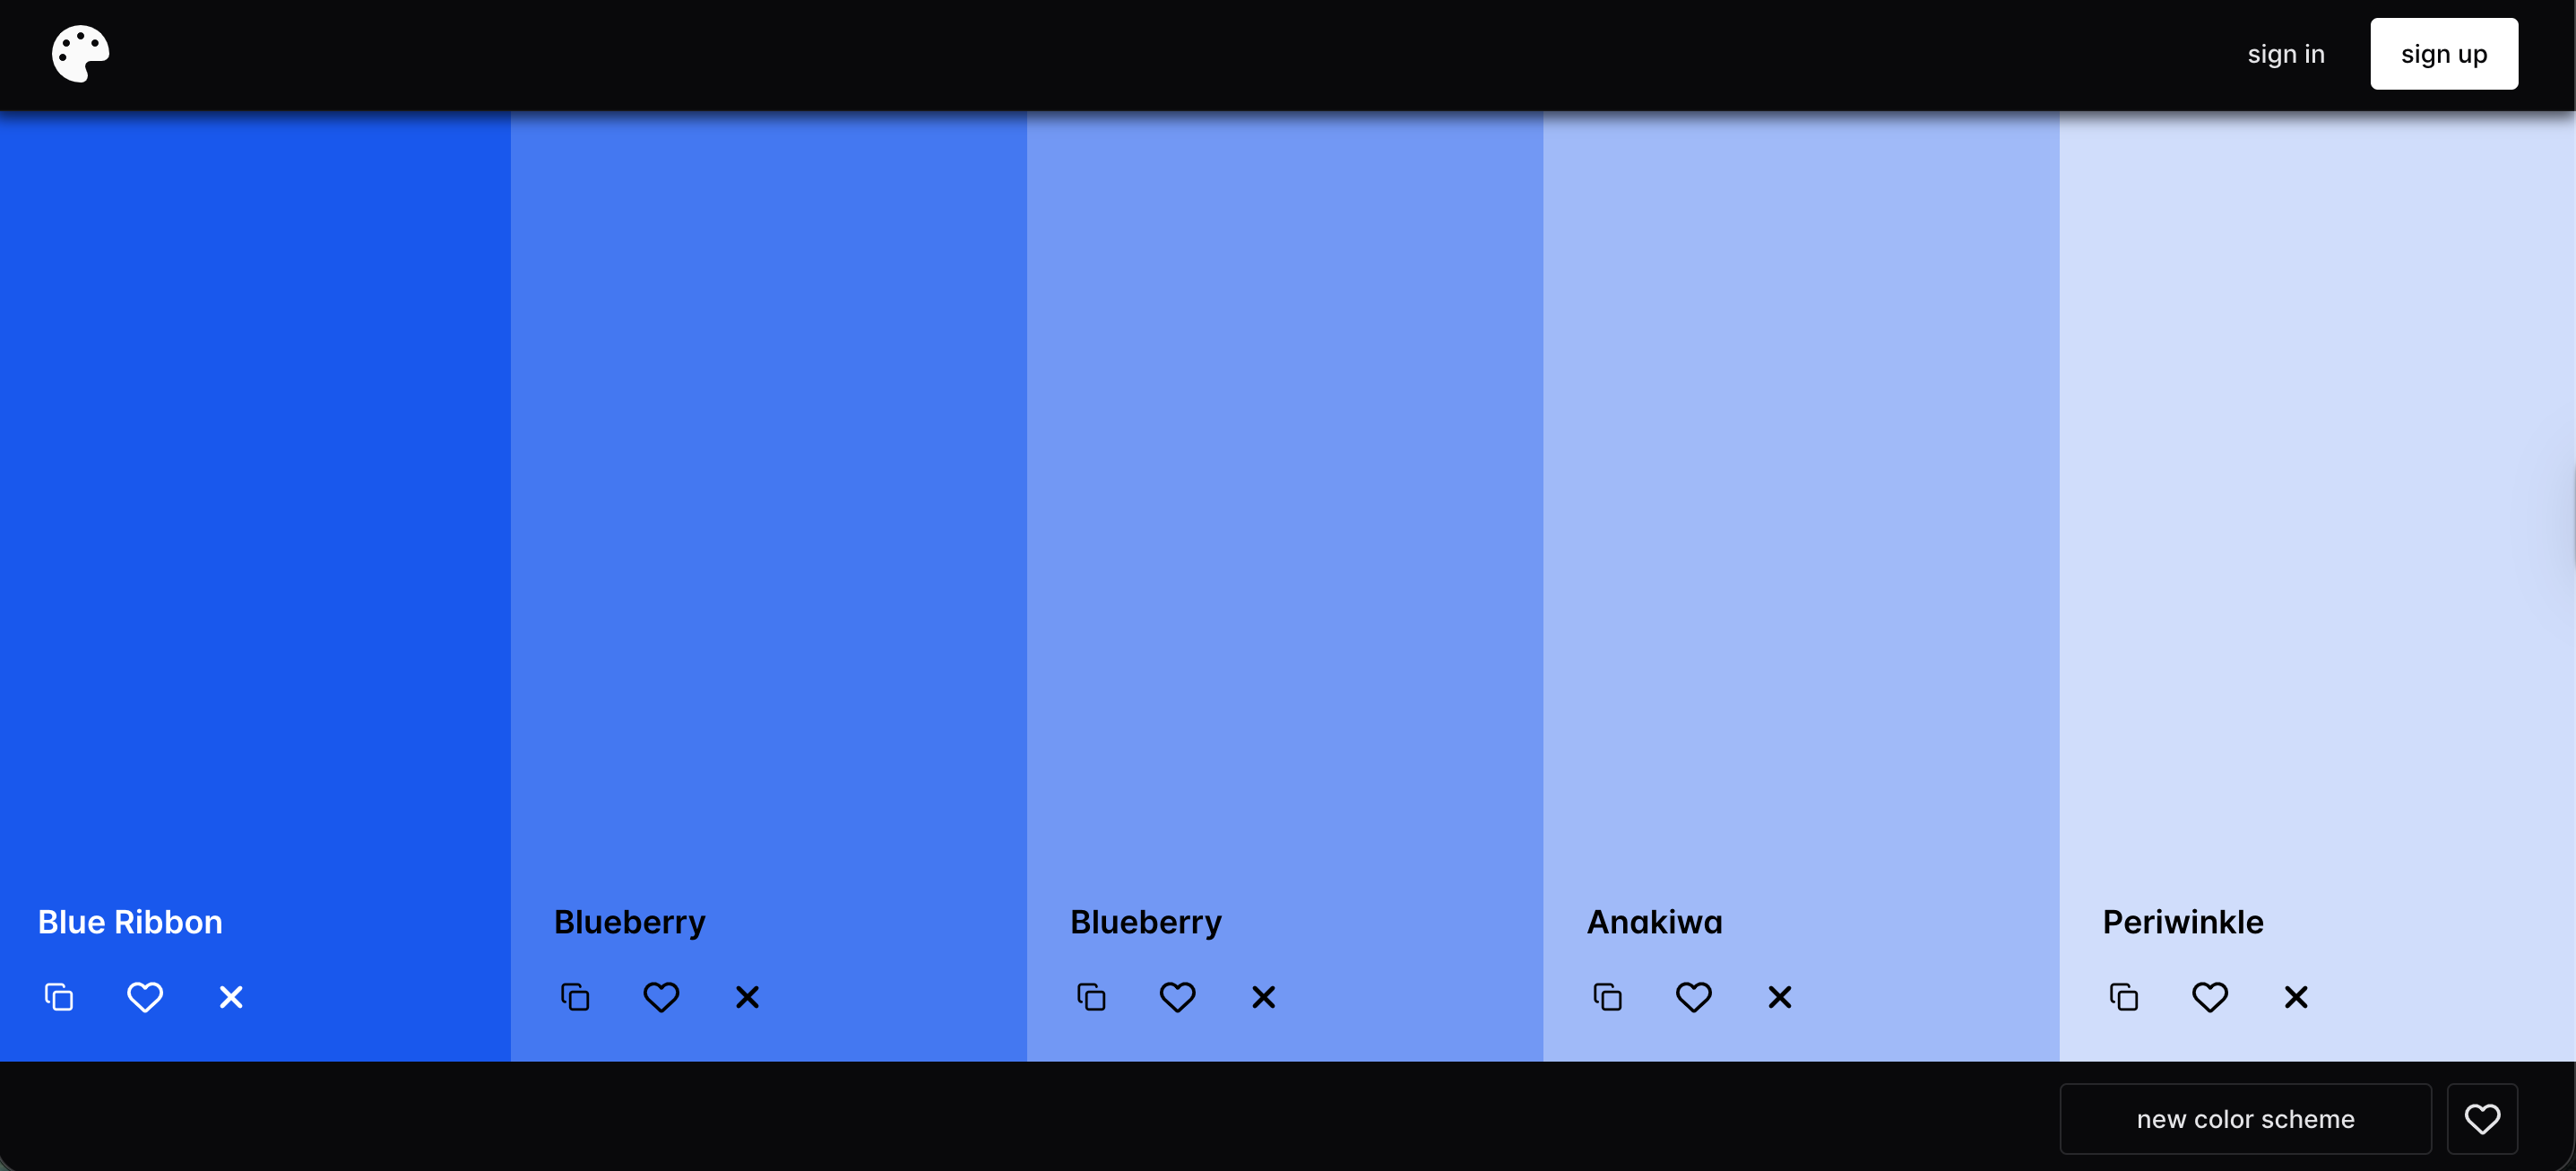 sign in
sign up
Blue Ribbon
Blueberry
Blueberry
Anakiwa
Periwinkle
new color scheme